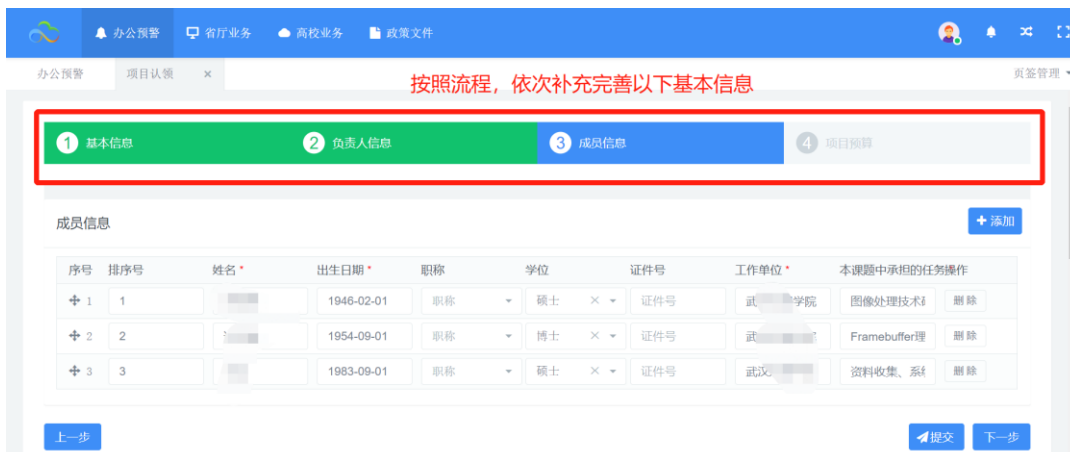 办公预警 省厅业务 高校业务 政策文件
办公预警 项目认领 × 页签管理
按照流程，依次补充完善以下基本信息
1 基本信息 2 负责人信息 3 成员信息 4 项目预算
成员信息 + 添加
序号 排序号 姓名 * 出生日期 * 职称 学位 证件号 工作单位 * 本课题中承担的任务 操作
1 1 1946-02-01 职称 硕士 × 证件号 武 学院 图像处理技术 删除
2 2 1954-09-01 职称 博士 × 证件号 武 Framebuffer理 删除
3 3 1983-09-01 职称 硕士 × 证件号 武汉 资料收集、系 删除
上一步 提交 下一步